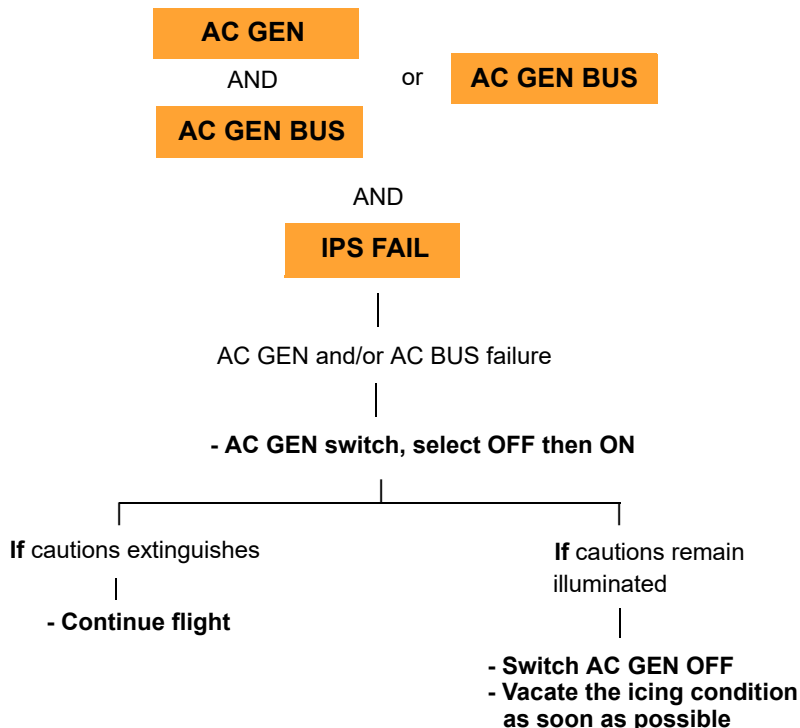 AC GEN
AND
or
AC GEN BUS
AC GEN BUS
AND
IPS FAIL
AC GEN and/or AC BUS failure
- AC GEN switch, select OFF then ON
If cautions extinguishes
- Continue flight
If cautions remain
illuminated
- Switch AC GEN OFF
- Vacate the icing condition
as soon as possible